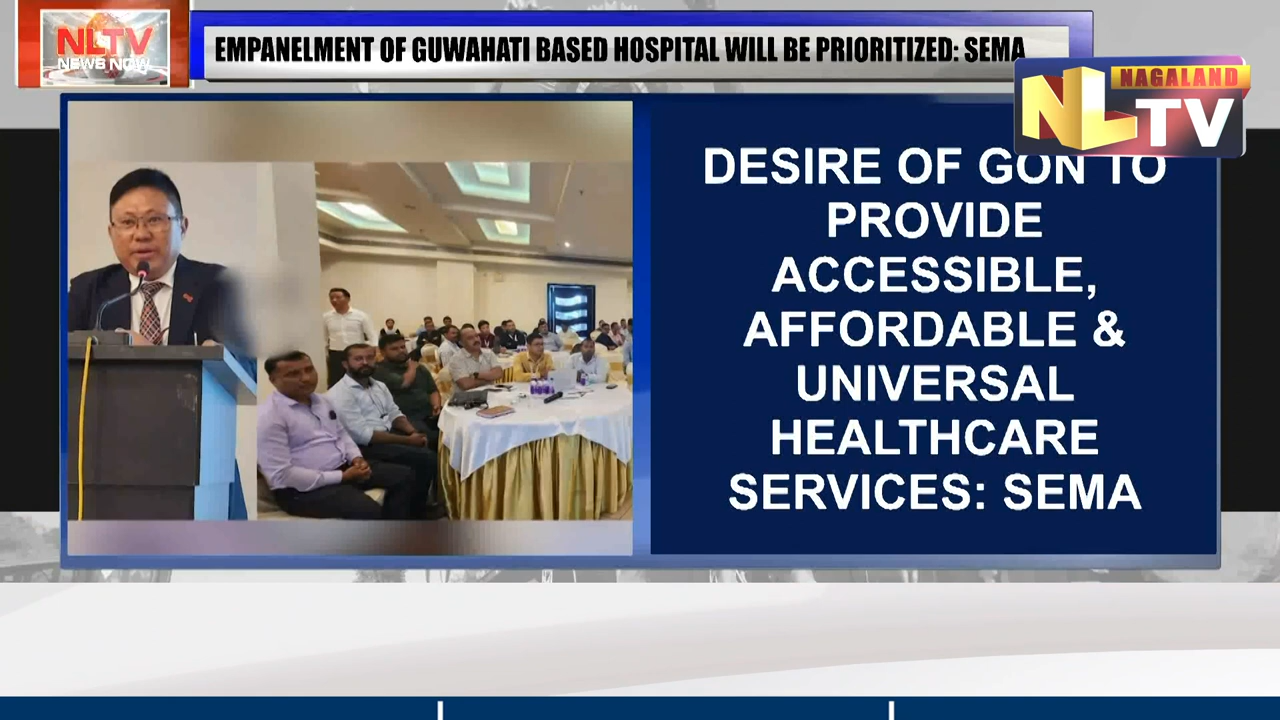 NLTV
NEWS NOW
EMPANELMENT OF GUWAHATI BASED HOSPITAL WILL BE PRIORITIZED: SEMA
NAGALAND
NLTV
DESIRE OF GON TO
PROVIDE
ACCESSIBLE,
AFFORDABLE &
UNIVERSAL
HEALTHCARE
SERVICES: SEMA